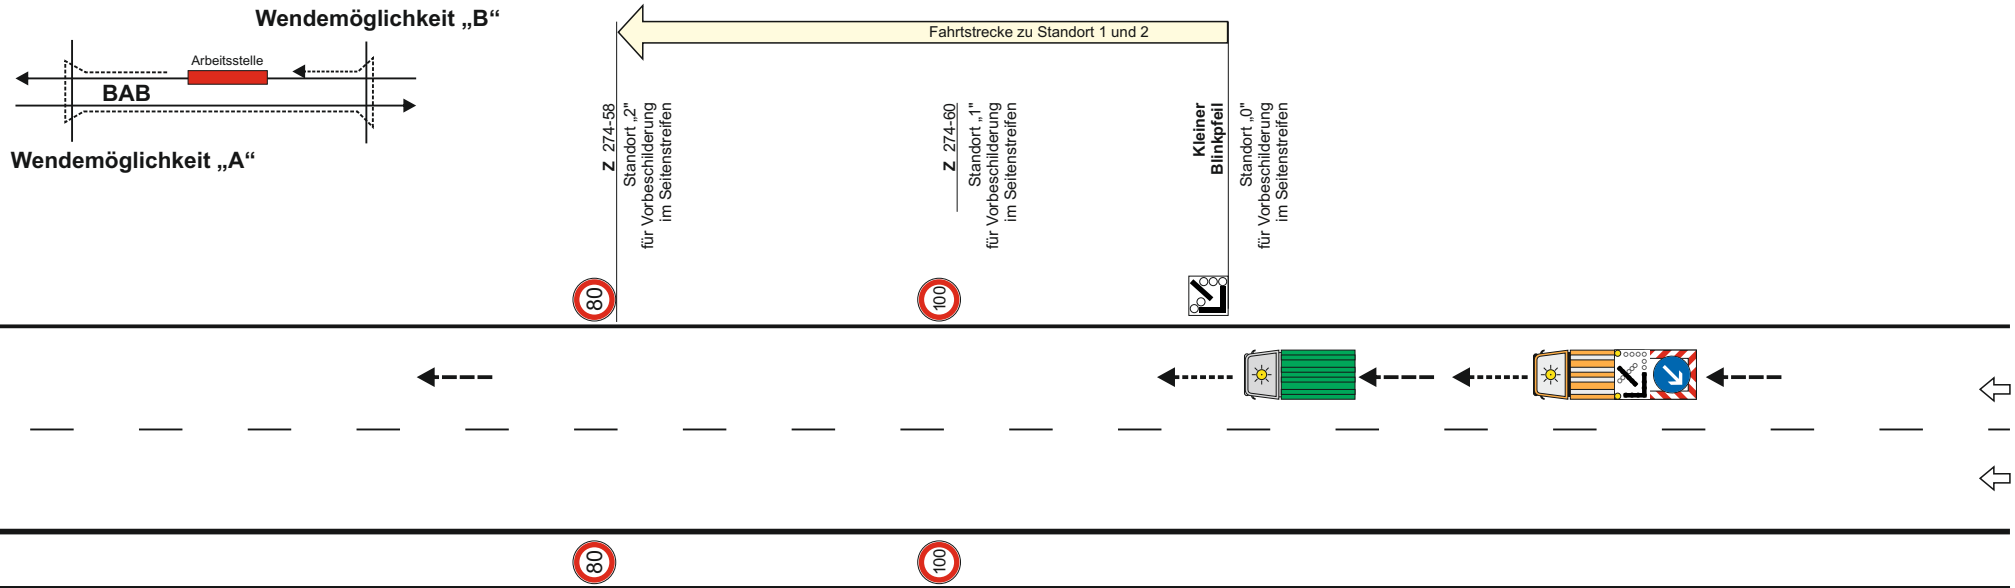 Wendemöglichkeit „B“
Arbeitsstelle
BAB
Wendemöglichkeit „A“
Fahrtstrecke zu Standort 1 und 2
Z 274-58
Standort „2"
für Vorbeschilderung
im Seitenstreifen
Z 274-60
Standort „1"
für Vorbeschilderung
im Seitenstreifen
Kleiner
Blinkpfeil
Standort „0"
für Vorbeschilderung
im Seitenstreifen
80
100
80
100